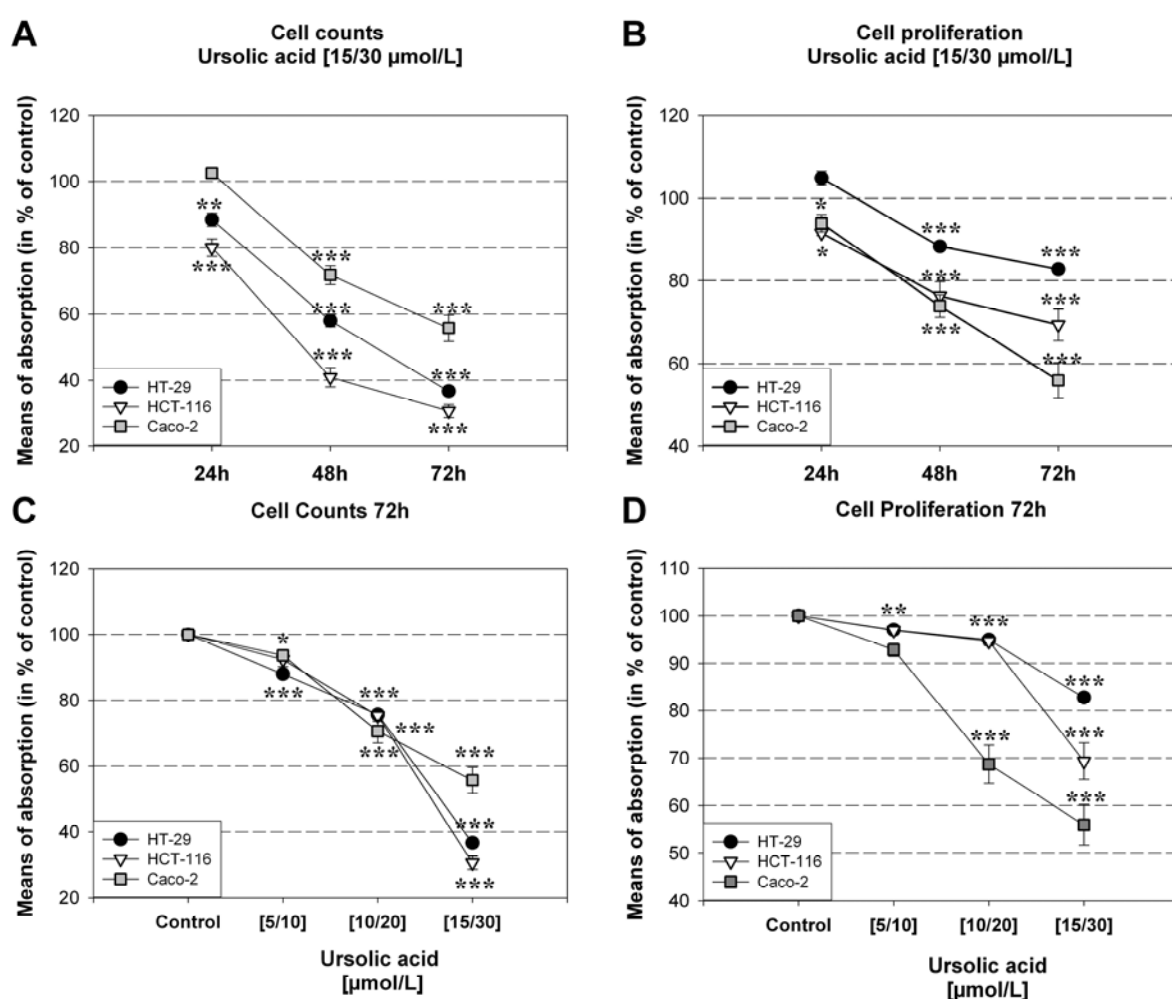 A
Cell counts
Ursolic acid [15/30 µmol/L]
Means of absorption (in % of control)
120
100
80
60
40
20
**
***
***
***
***
***
***
***
HT-29
HCT-116
Caco-2
24h
48h
72h
B
Cell proliferation
Ursolic acid [15/30 µmol/L]
Means of absorption (in % of control)
120
100
80
60
40
*
*
***
***
***
***
***
***
HT-29
HCT-116
Caco-2
24h
48h
72h
C
Cell Counts 72h
Means of absorption (in % of control)
120
100
80
60
40
20
*
***
***
***
***
***
***
***
HT-29
HCT-116
Caco-2
Control
[5/10]
[10/20]
[15/30]
Ursolic acid
[µmol/L]
D
Cell Proliferation 72h
Means of absorption (in % of control)
110
100
90
80
70
60
50
40
**
***
***
***
***
***
HT-29
HCT-116
Caco-2
Control
[5/10]
[10/20]
[15/30]
Ursolic acid
[µmol/L]